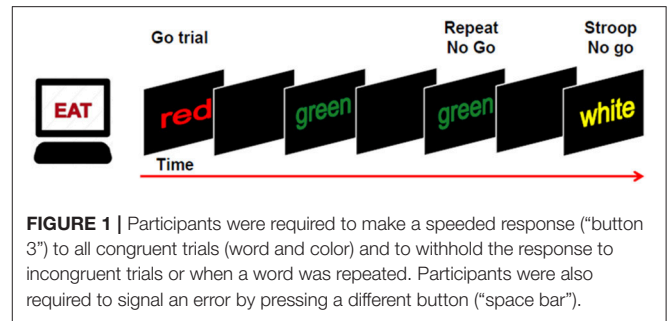 Go trial
Repeat
No Go
Stroop
No go
EAT
red
green
green
white
Time
FIGURE 1 | Participants were required to make a speeded response (“button
3”) to all congruent trials (word and color) and to withhold the response to
incongruent trials or when a word was repeated. Participants were also
required to signal an error by pressing a different button (“space bar”).